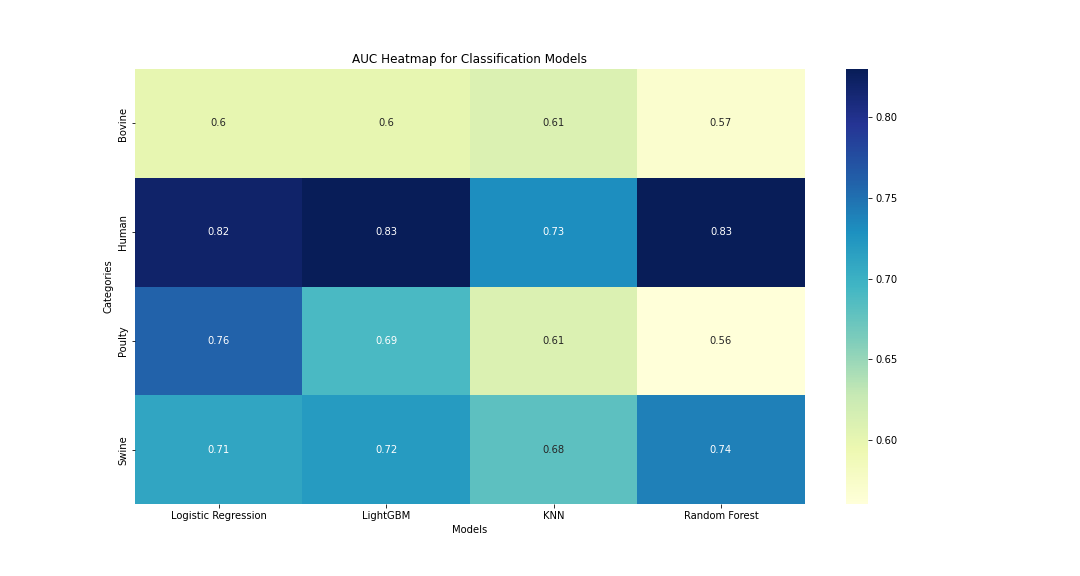 AUC Heatmap for Classification Models
Categories
Bovine
0.6 0.6 0.61 0.57
Human
0.82 0.83 0.73 0.83
Poulty
0.76 0.69 0.61 0.56
Swine
0.71 0.72 0.68 0.74
Logistic Regression LightGBM KNN Random Forest
Models
0.80
0.75
0.70
0.65
0.60